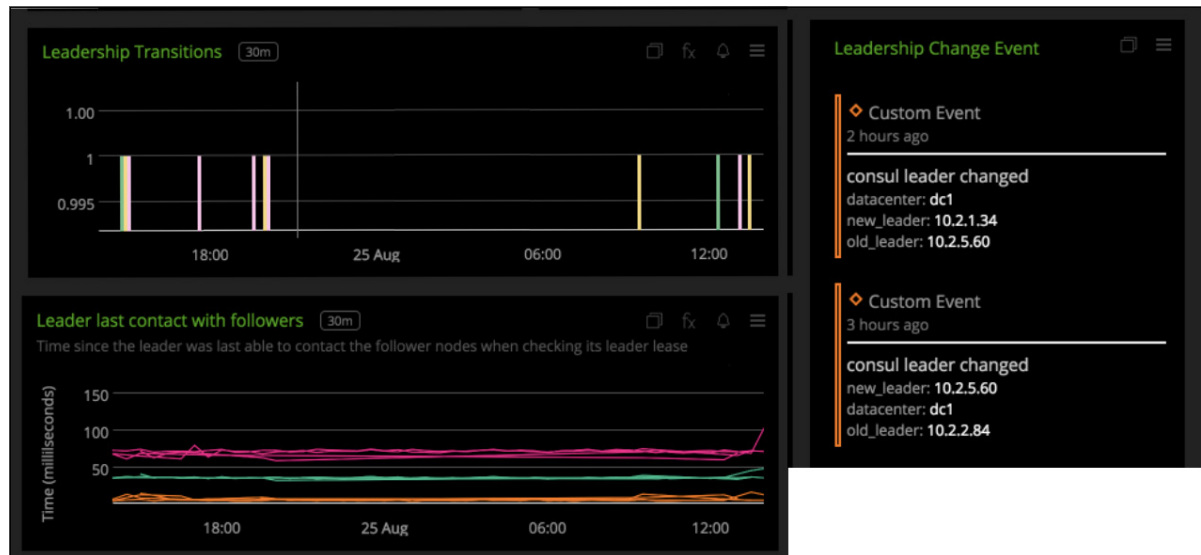 Leadership Transitions 30m
fx
1.00
1
0.995
18:00 25 Aug 06:00 12:00
Leader last contact with followers 30m
fx
Time since the leader was last able to contact the follower nodes when checking its leader lease
Time (milliseconds)
150
100
50
18:00 25 Aug 06:00 12:00
Leadership Change Event
Custom Event
2 hours ago
consul leader changed
datacenter: dc1
new_leader: 10.2.1.34
old_leader: 10.2.5.60
Custom Event
3 hours ago
consul leader changed
new_leader: 10.2.5.60
datacenter: dc1
old_leader: 10.2.2.84